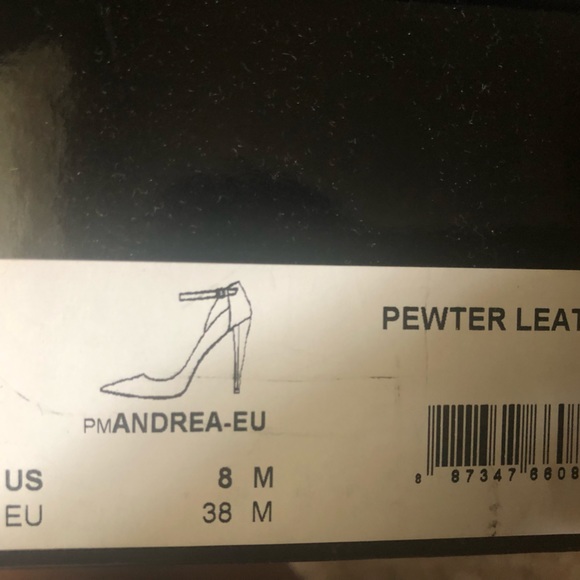 PEWTER LEAT
PMANDREA-EU
US 8 M
EU 38 M
8 87347 6608